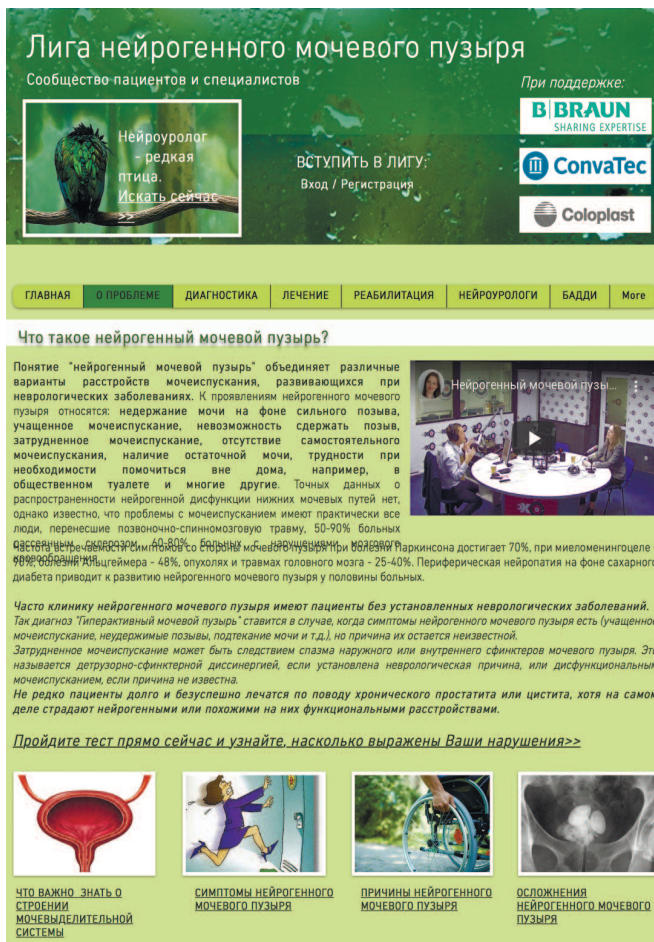 Лига нейрогенного мочевого пузыря
Сообщество пациентов и специалистов
При поддержке:
B|BRAUN
SHARING EXPERTISE
Нейроуролог
- редкая
птица.
Искать сейчас
>>
ВСТУПИТЬ В ЛИГУ:
Вход / Регистрация
ConvaTec
Coloplast
ГЛАВНАЯ О ПРОБЛЕМЕ ДИАГНОСТИКА ЛЕЧЕНИЕ РЕАБИЛИТАЦИЯ НЕЙРОУРОЛОГИ БАДДИ More
Что такое нейрогенный мочевой пузырь?
Понятие "нейрогенный мочевой пузырь" объединяет различные
варианты расстройств мочеиспускания, развивающихся при
неврологических заболеваниях. К проявлениям нейрогенного мочевого
пузыря относятся: недержание мочи на фоне сильного позыва,
учащенное мочеиспускание, невозможность сдержать позыв,
затрудненное мочеиспускание, отсутствие самостоятельного
мочеиспускания, наличие остаточной мочи, трудности при
необходимости помочиться вне дома, например, в
общественном туалете и многие другие. Точных данных о
распространенности нейрогенной дисфункции нижних мочевых путей нет,
однако известно, что проблемы с мочеиспусканием имеют практически все
люди, перенесшие позвоночно-спинномозговую травму, 50-90% больных
рассеянным склерозом, 60-80% больных с нарушениями мозгового
кровообращения.
Нейрогенный мочевой пузы...
Частота встречаемости симптомов со стороны мочевого пузыря при болезни Паркинсона достигает 70%, при миеломенингоцеле
90%, болезни Альцгеймера - 48%, опухолях и травмах головного мозга - 25-40%. Периферическая нейропатия на фоне сахарного
диабета приводит к развитию нейрогенного мочевого пузыря у половины больных.
Часто клинику нейрогенного мочевого пузыря имеют пациенты без установленных неврологических заболеваний.
Так диагноз "Гиперактивный мочевой пузырь" ставится в случае, когда симптомы нейрогенного мочевого пузыря есть (учащенное
мочеиспускание, неудержимые позывы, подтекание мочи и т.д.), но причина их остается неизвестной.
Затрудненное мочеиспускание может быть следствием спазма наружного или внутреннего сфинктеров мочевого пузыря. Эт
называется детрузорно-сфинктерной диссинергией, если установлена неврологическая причина, или дисфункциональным
мочеиспусканием, если причина не известна.
Не редко пациенты долго и безуспешно лечатся по поводу хронического простатита или цистита, хотя на самом
деле страдают нейрогенными или похожими на них функциональными расстройствами.
Пройдите тест прямо сейчас и узнайте, насколько выражены Ваши нарушения>>
ЧТО ВАЖНО ЗНАТЬ О
СТРОЕНИИ
МОЧЕВЫДЕЛИТЕЛЬНОЙ
СИСТЕМЫ
СИМПТОМЫ НЕЙРОГЕННОГО
МОЧЕВОГО ПУЗЫРЯ
ПРИЧИНЫ НЕЙРОГЕННОГО
МОЧЕВОГО ПУЗЫРЯ
ОСЛОЖНЕНИЯ
НЕЙРОГЕННОГО МОЧЕВОГО
ПУЗЫРЯ